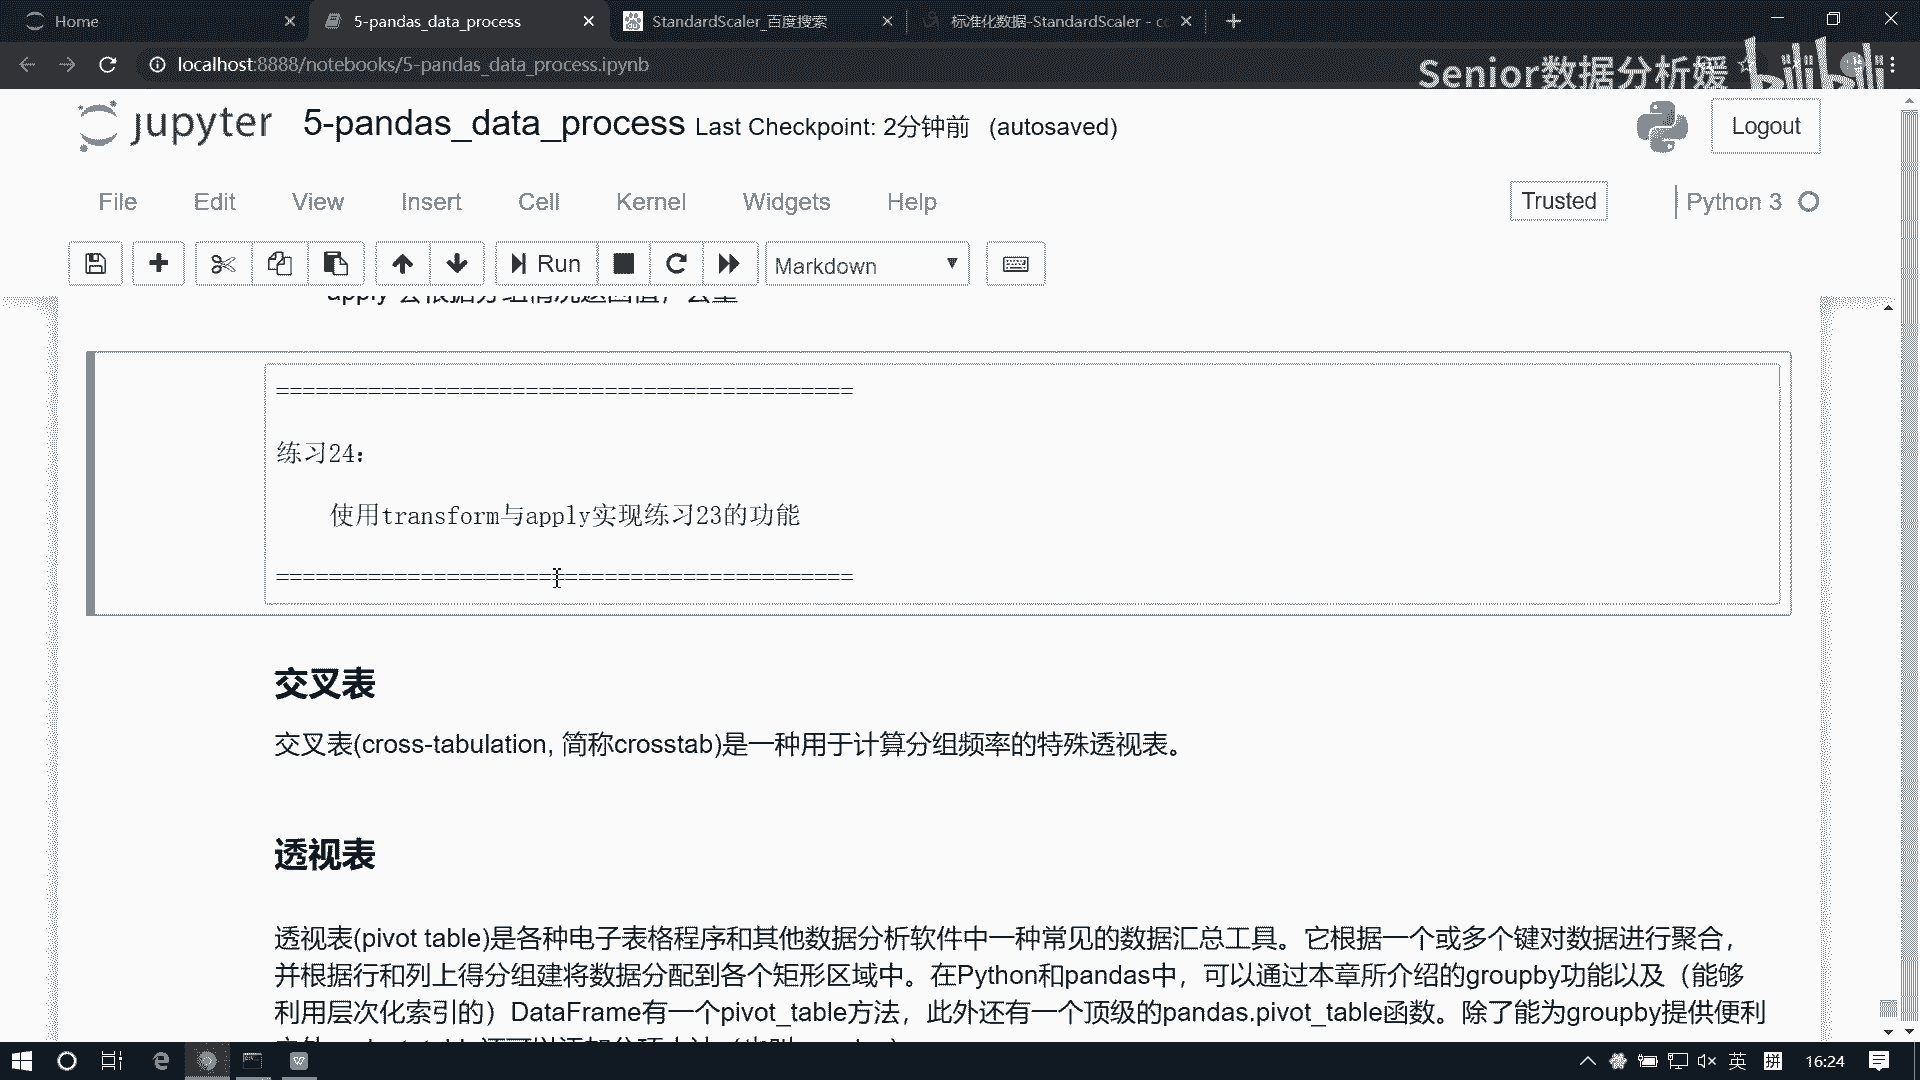 Home
5-pandas_data_process
StandardScaler_百度搜索
标准化数据-StandardScaler - cc
localhost:8888/notebooks/5-pandas_data_process.ipynb
Senior数据分析媛 bilibili
jupyter 5-pandas_data_process Last Checkpoint: 2分钟前 (autosaved)
Logout
File Edit View Insert Cell Kernel Widgets Help
Trusted
Python 3
Run
Markdown
==========================================
练习24:
使用transform与apply实现练习23的功能
==========================================
交叉表
交叉表(cross-tabulation, 简称crosstab)是一种用于计算分组频率的特殊透视表。
透视表
透视表(pivot table)是各种电子表格程序和其他数据分析软件中一种常见的数据汇总工具。它根据一个或多个键对数据进行聚合，
并根据行和列上得分组建将数据分配到各个矩形区域中。在Python和pandas中，可以通过本章所介绍的groupby功能以及（能够
利用层次化索引的）DataFrame有一个pivot_table方法，此外还有一个顶级的pandas.pivot_table函数。除了能为groupby提供便利
英
拼
16:24